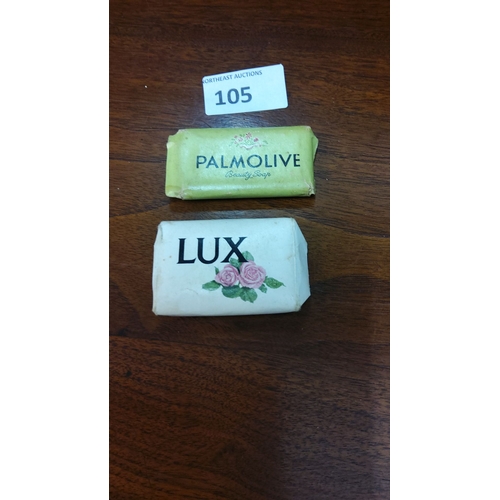 NORTHEAST AUCTIONS
105
PALMOLIVE
Beauty Soap
LUX